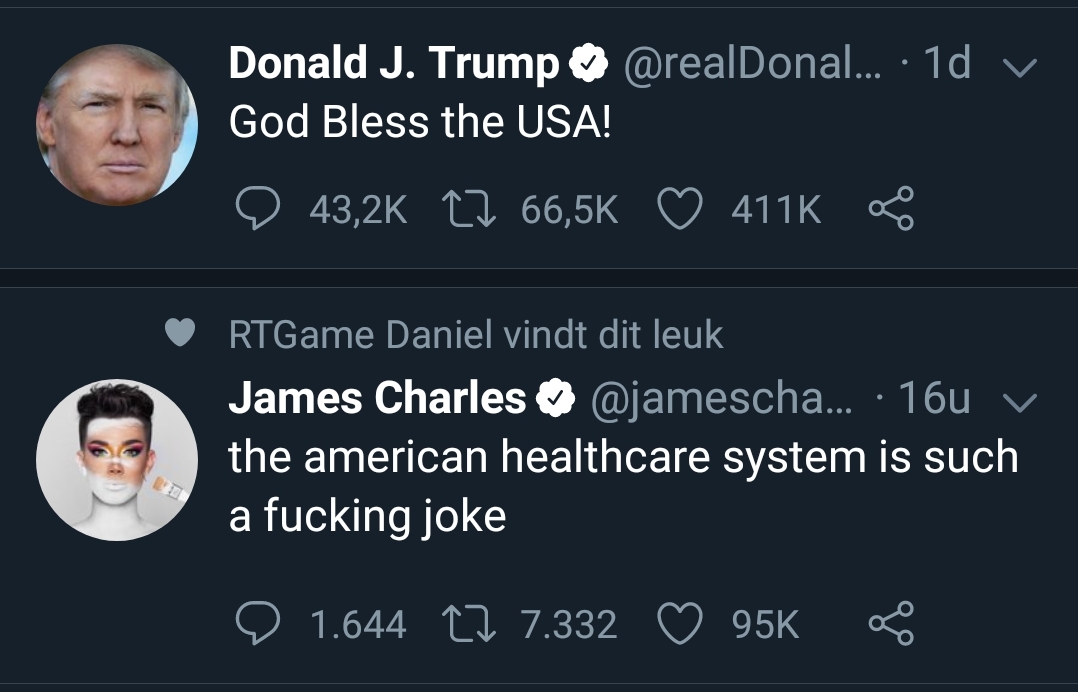 Donald J. Trump @realDonal... · 1d
God Bless the USA!
43,2K 66,5K 411K
RTGame Daniel vindt dit leuk
James Charles @jamescha... · 16u
the american healthcare system is such
a fucking joke
1.644 7.332 95K